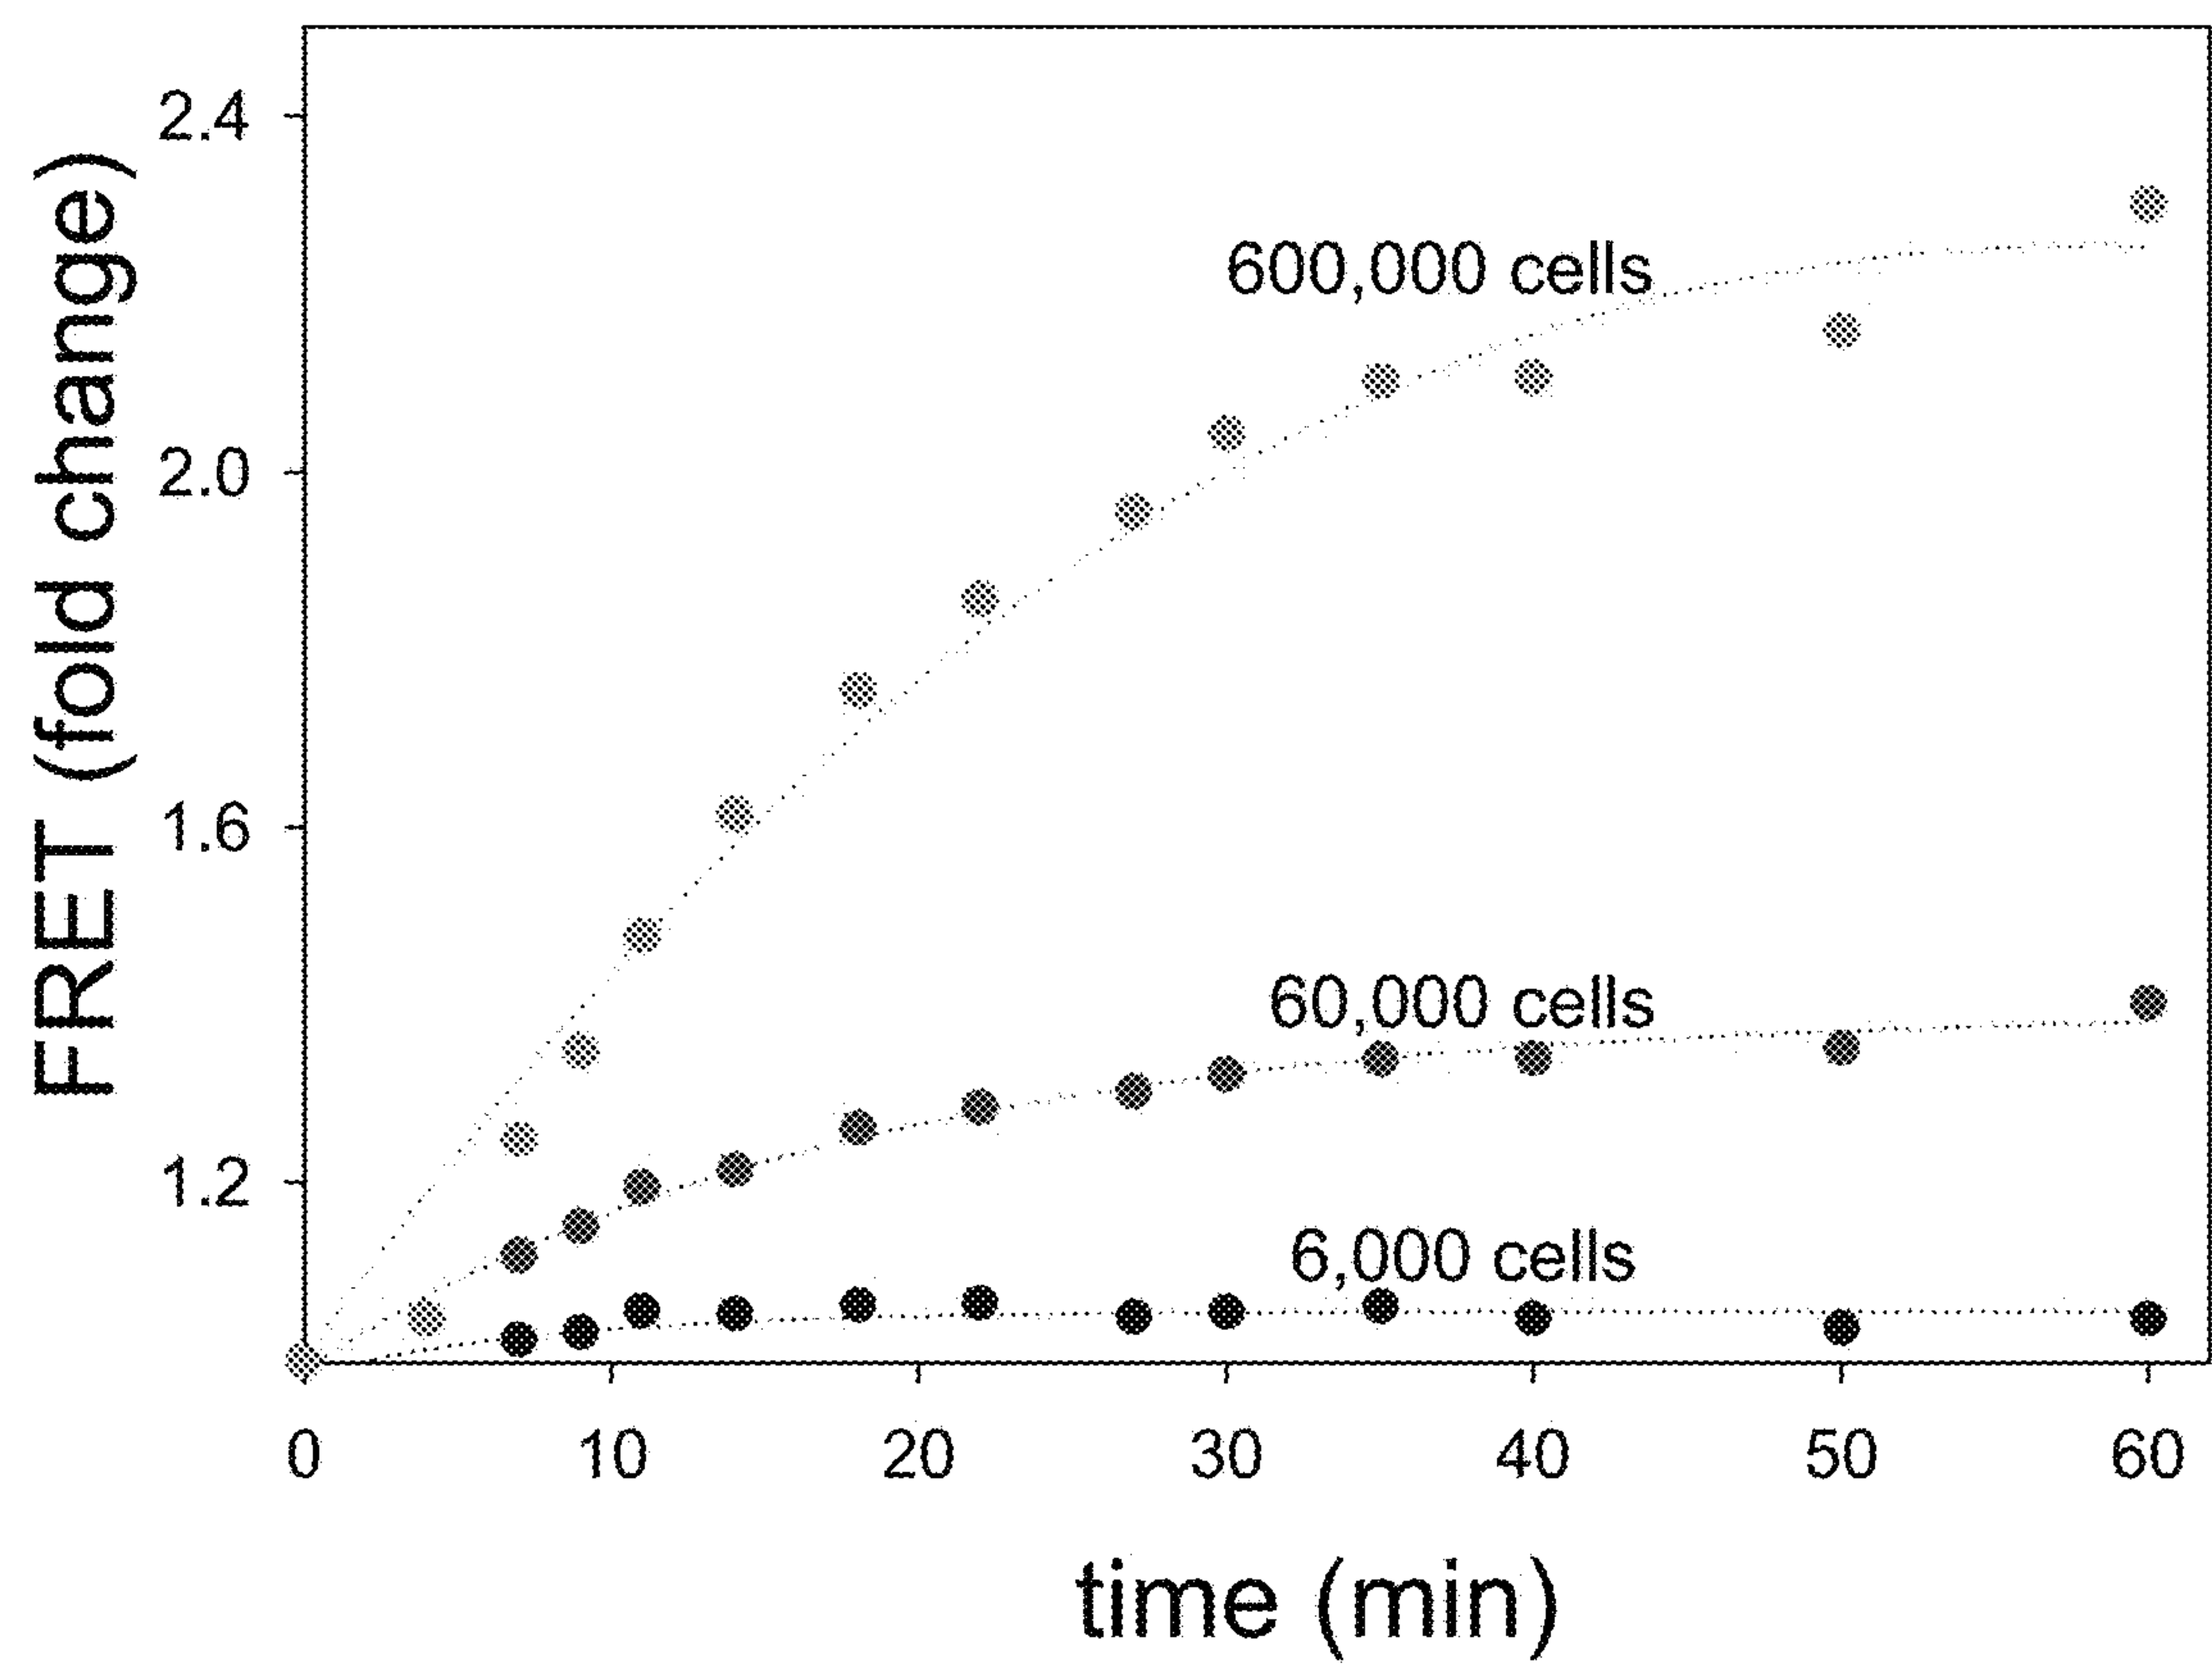 FRET (fold change)
2.4
2.0
1.6
1.2
600,000 cells
60,000 cells
6,000 cells
0 10 20 30 40 50 60
time (min)